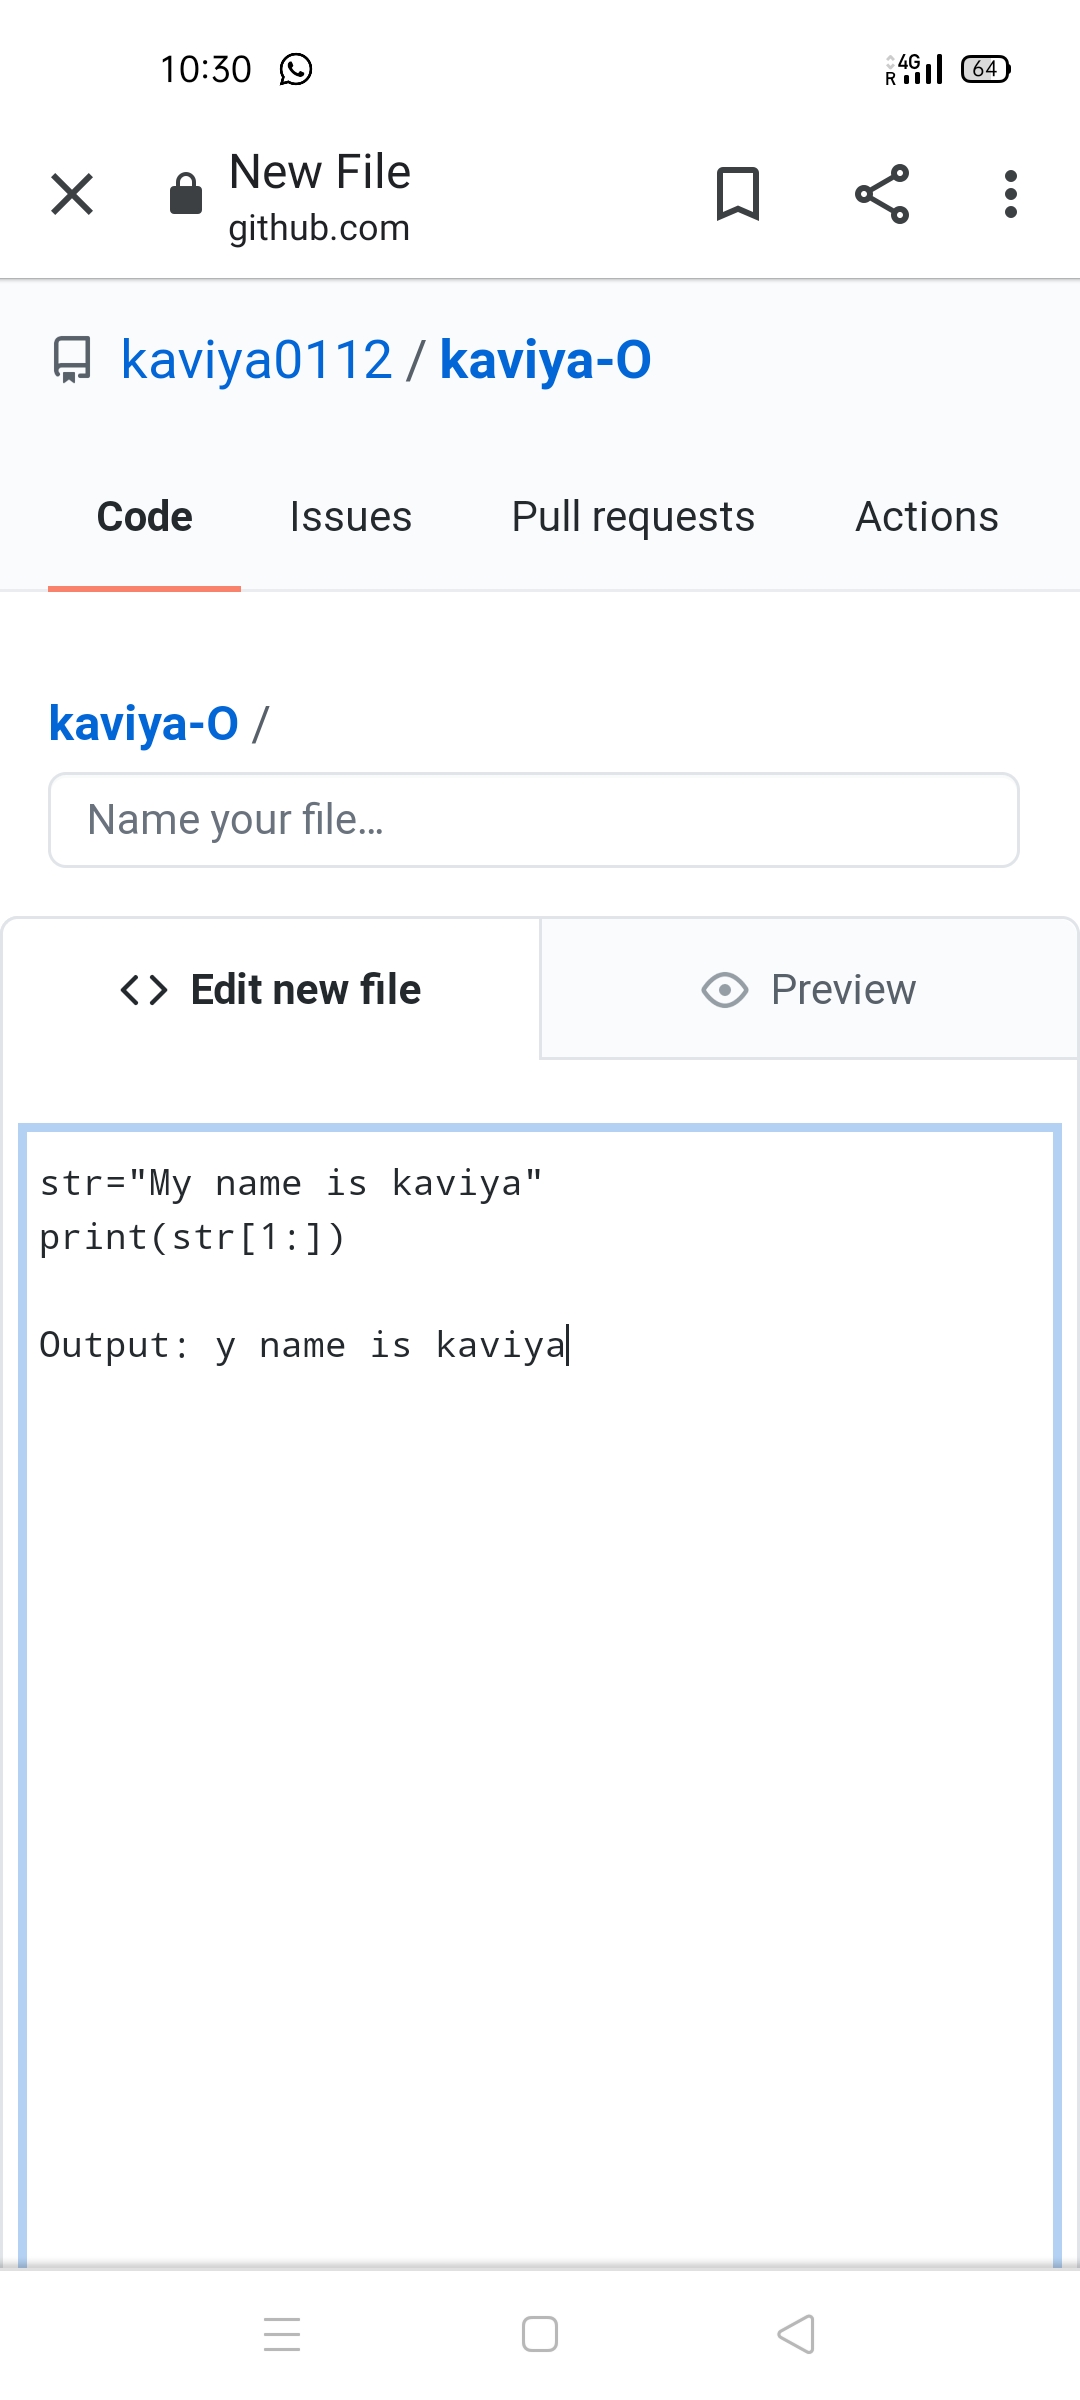 10:30
4G
R
64
New File
github.com
kaviya0112 / kaviya-O
Code Issues Pull requests Actions
kaviya-O /
Name your file...
<> Edit new file
Preview
str="My name is kaviya"
print(str[1:])
Output: y name is kaviya